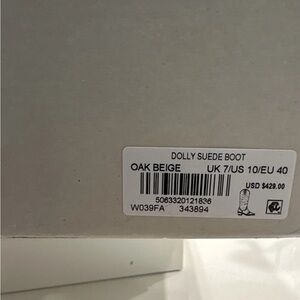 DOLLY SUEDE BOOT
OAK BEIGE UK 7/US 10/EU 40
USD $429.00
5063320121836
W039FA 343894